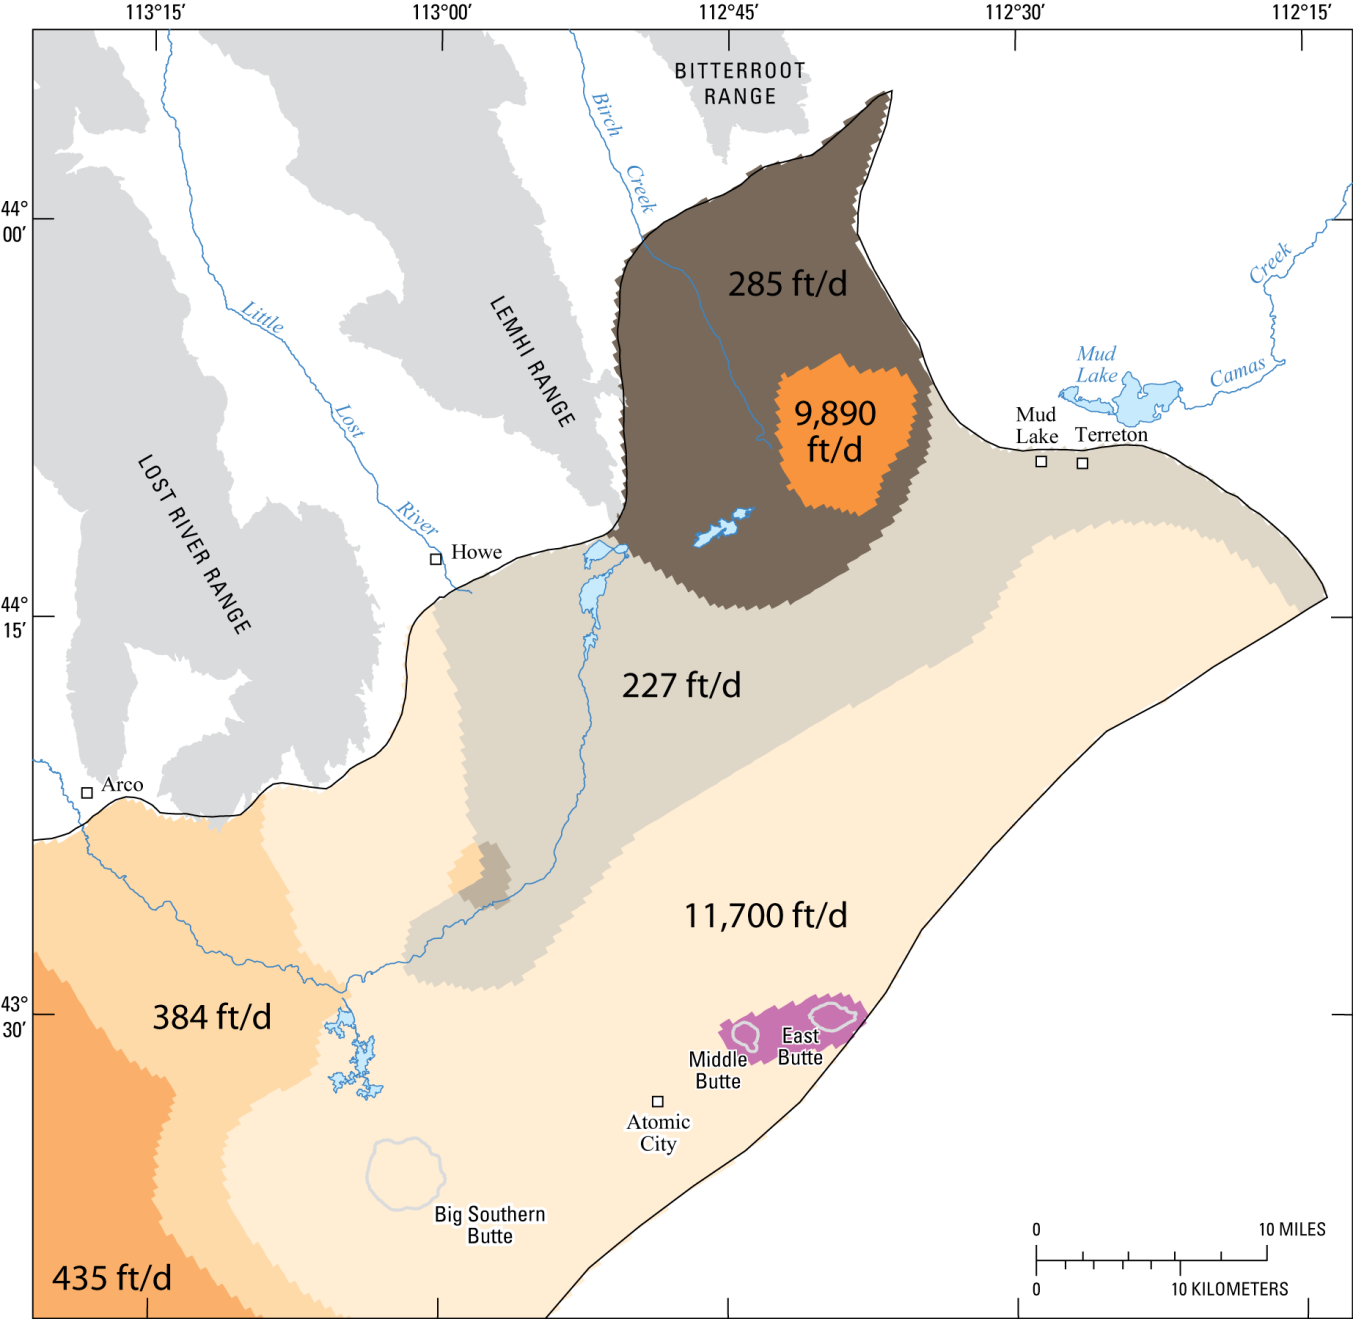 113°15' 113°00' 112°45' 112°30' 112°15'
BITTERROOT
RANGE
Birch
Creek
44°
00'
285 ft/d
Creek
Little
LEMHI RANGE
Mud
Lake
Camas
9,890
ft/d
Mud
Lake
Terreton
Lost
LOST RIVER RANGE
River
Howe
44°
15'
227 ft/d
Arco
11,700 ft/d
43°
30'
384 ft/d
East
Butte
Middle
Butte
Atomic
City
Big Southern
Butte
0 10 MILES
0 10 KILOMETERS
435 ft/d